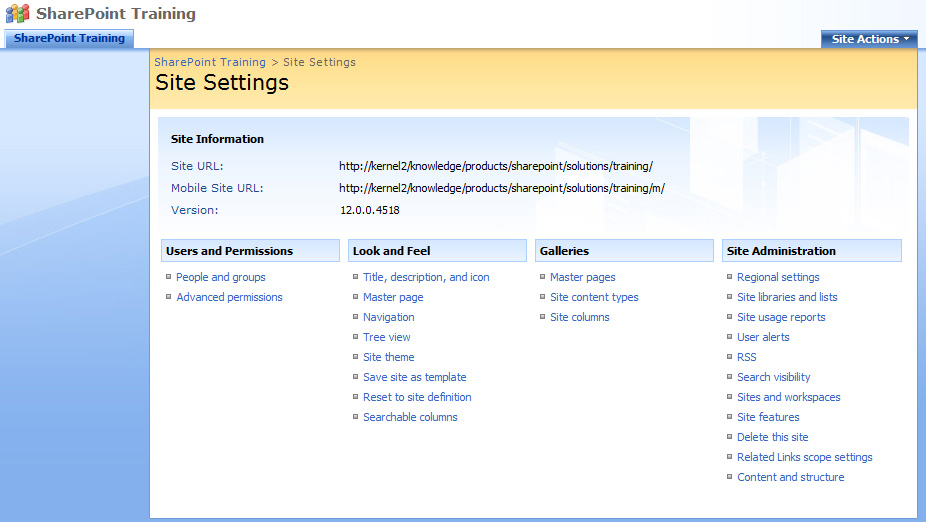 SharePoint Training
SharePoint Training
Site Actions
SharePoint Training > Site Settings
Site Settings
Site Information
Site URL: http://kernel2/knowledge/products/sharepoint/solutions/training/
Mobile Site URL: http://kernel2/knowledge/products/sharepoint/solutions/training/m/
Version: 12.0.0.4518
Users and Permissions
People and groups
Advanced permissions
Look and Feel
Title, description, and icon
Master page
Navigation
Tree view
Site theme
Save site as template
Reset to site definition
Searchable columns
Galleries
Master pages
Site content types
Site columns
Site Administration
Regional settings
Site libraries and lists
Site usage reports
User alerts
RSS
Search visibility
Sites and workspaces
Site features
Delete this site
Related Links scope settings
Content and structure